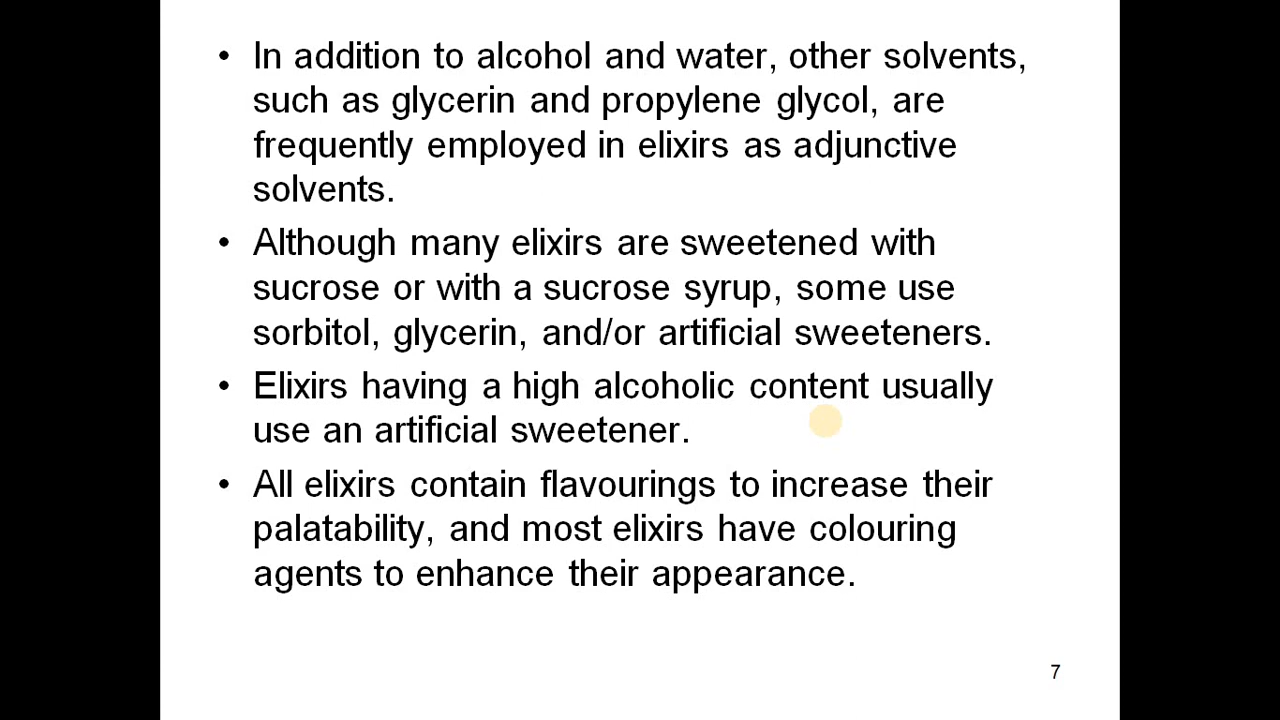 • In addition to alcohol and water, other solvents,
such as glycerin and propylene glycol, are
frequently employed in elixirs as adjunctive
solvents.
• Although many elixirs are sweetened with
sucrose or with a sucrose syrup, some use
sorbitol, glycerin, and/or artificial sweeteners.
• Elixirs having a high alcoholic content usually
use an artificial sweetener.
• All elixirs contain flavourings to increase their
palatability, and most elixirs have colouring
agents to enhance their appearance.
7